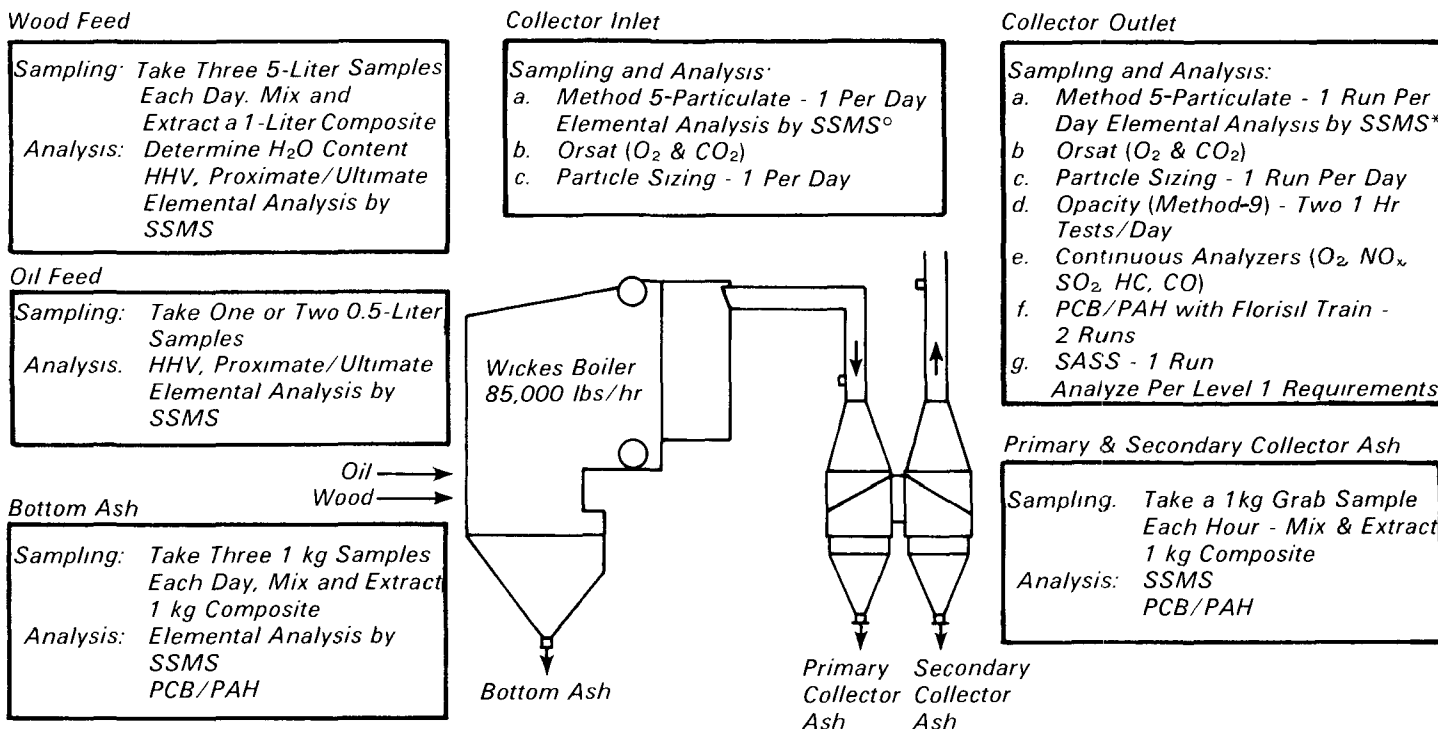 Wood Feed
Sampling: Take Three 5-Liter Samples
Each Day. Mix and
Extract a 1-Liter Composite
Analysis: Determine H₂O Content
HHV, Proximate/Ultimate
Elemental Analysis by
SSMS
Oil Feed
Sampling: Take One or Two 0.5-Liter
Samples
Analysis. HHV, Proximate/Ultimate
Elemental Analysis by
SSMS
Bottom Ash
Sampling: Take Three 1 kg Samples
Each Day, Mix and Extract
1 kg Composite
Analysis: Elemental Analysis by
SSMS
PCB/PAH
Collector Inlet
Sampling and Analysis:
a. Method 5-Particulate - 1 Per Day
Elemental Analysis by SSMS°
b. Orsat (O₂ & CO₂)
c. Particle Sizing - 1 Per Day
Wickes Boiler
85,000 lbs/hr
Oil
Wood
Bottom Ash
Primary
Collector
Ash
Secondary
Collector
Ash
Collector Outlet
Sampling and Analysis:
a. Method 5-Particulate - 1 Run Per
Day Elemental Analysis by SSMS*
b Orsat (O₂ & CO₂)
c. Particle Sizing - 1 Run Per Day
d. Opacity (Method-9) - Two 1 Hr
Tests/Day
e. Continuous Analyzers (O₂, NOₓ,
SO₂, HC, CO)
f. PCB/PAH with Florisil Train -
2 Runs
g. SASS - 1 Run
Analyze Per Level 1 Requirements
Primary & Secondary Collector Ash
Sampling. Take a 1kg Grab Sample
Each Hour - Mix & Extract
1 kg Composite
Analysis: SSMS
PCB/PAH